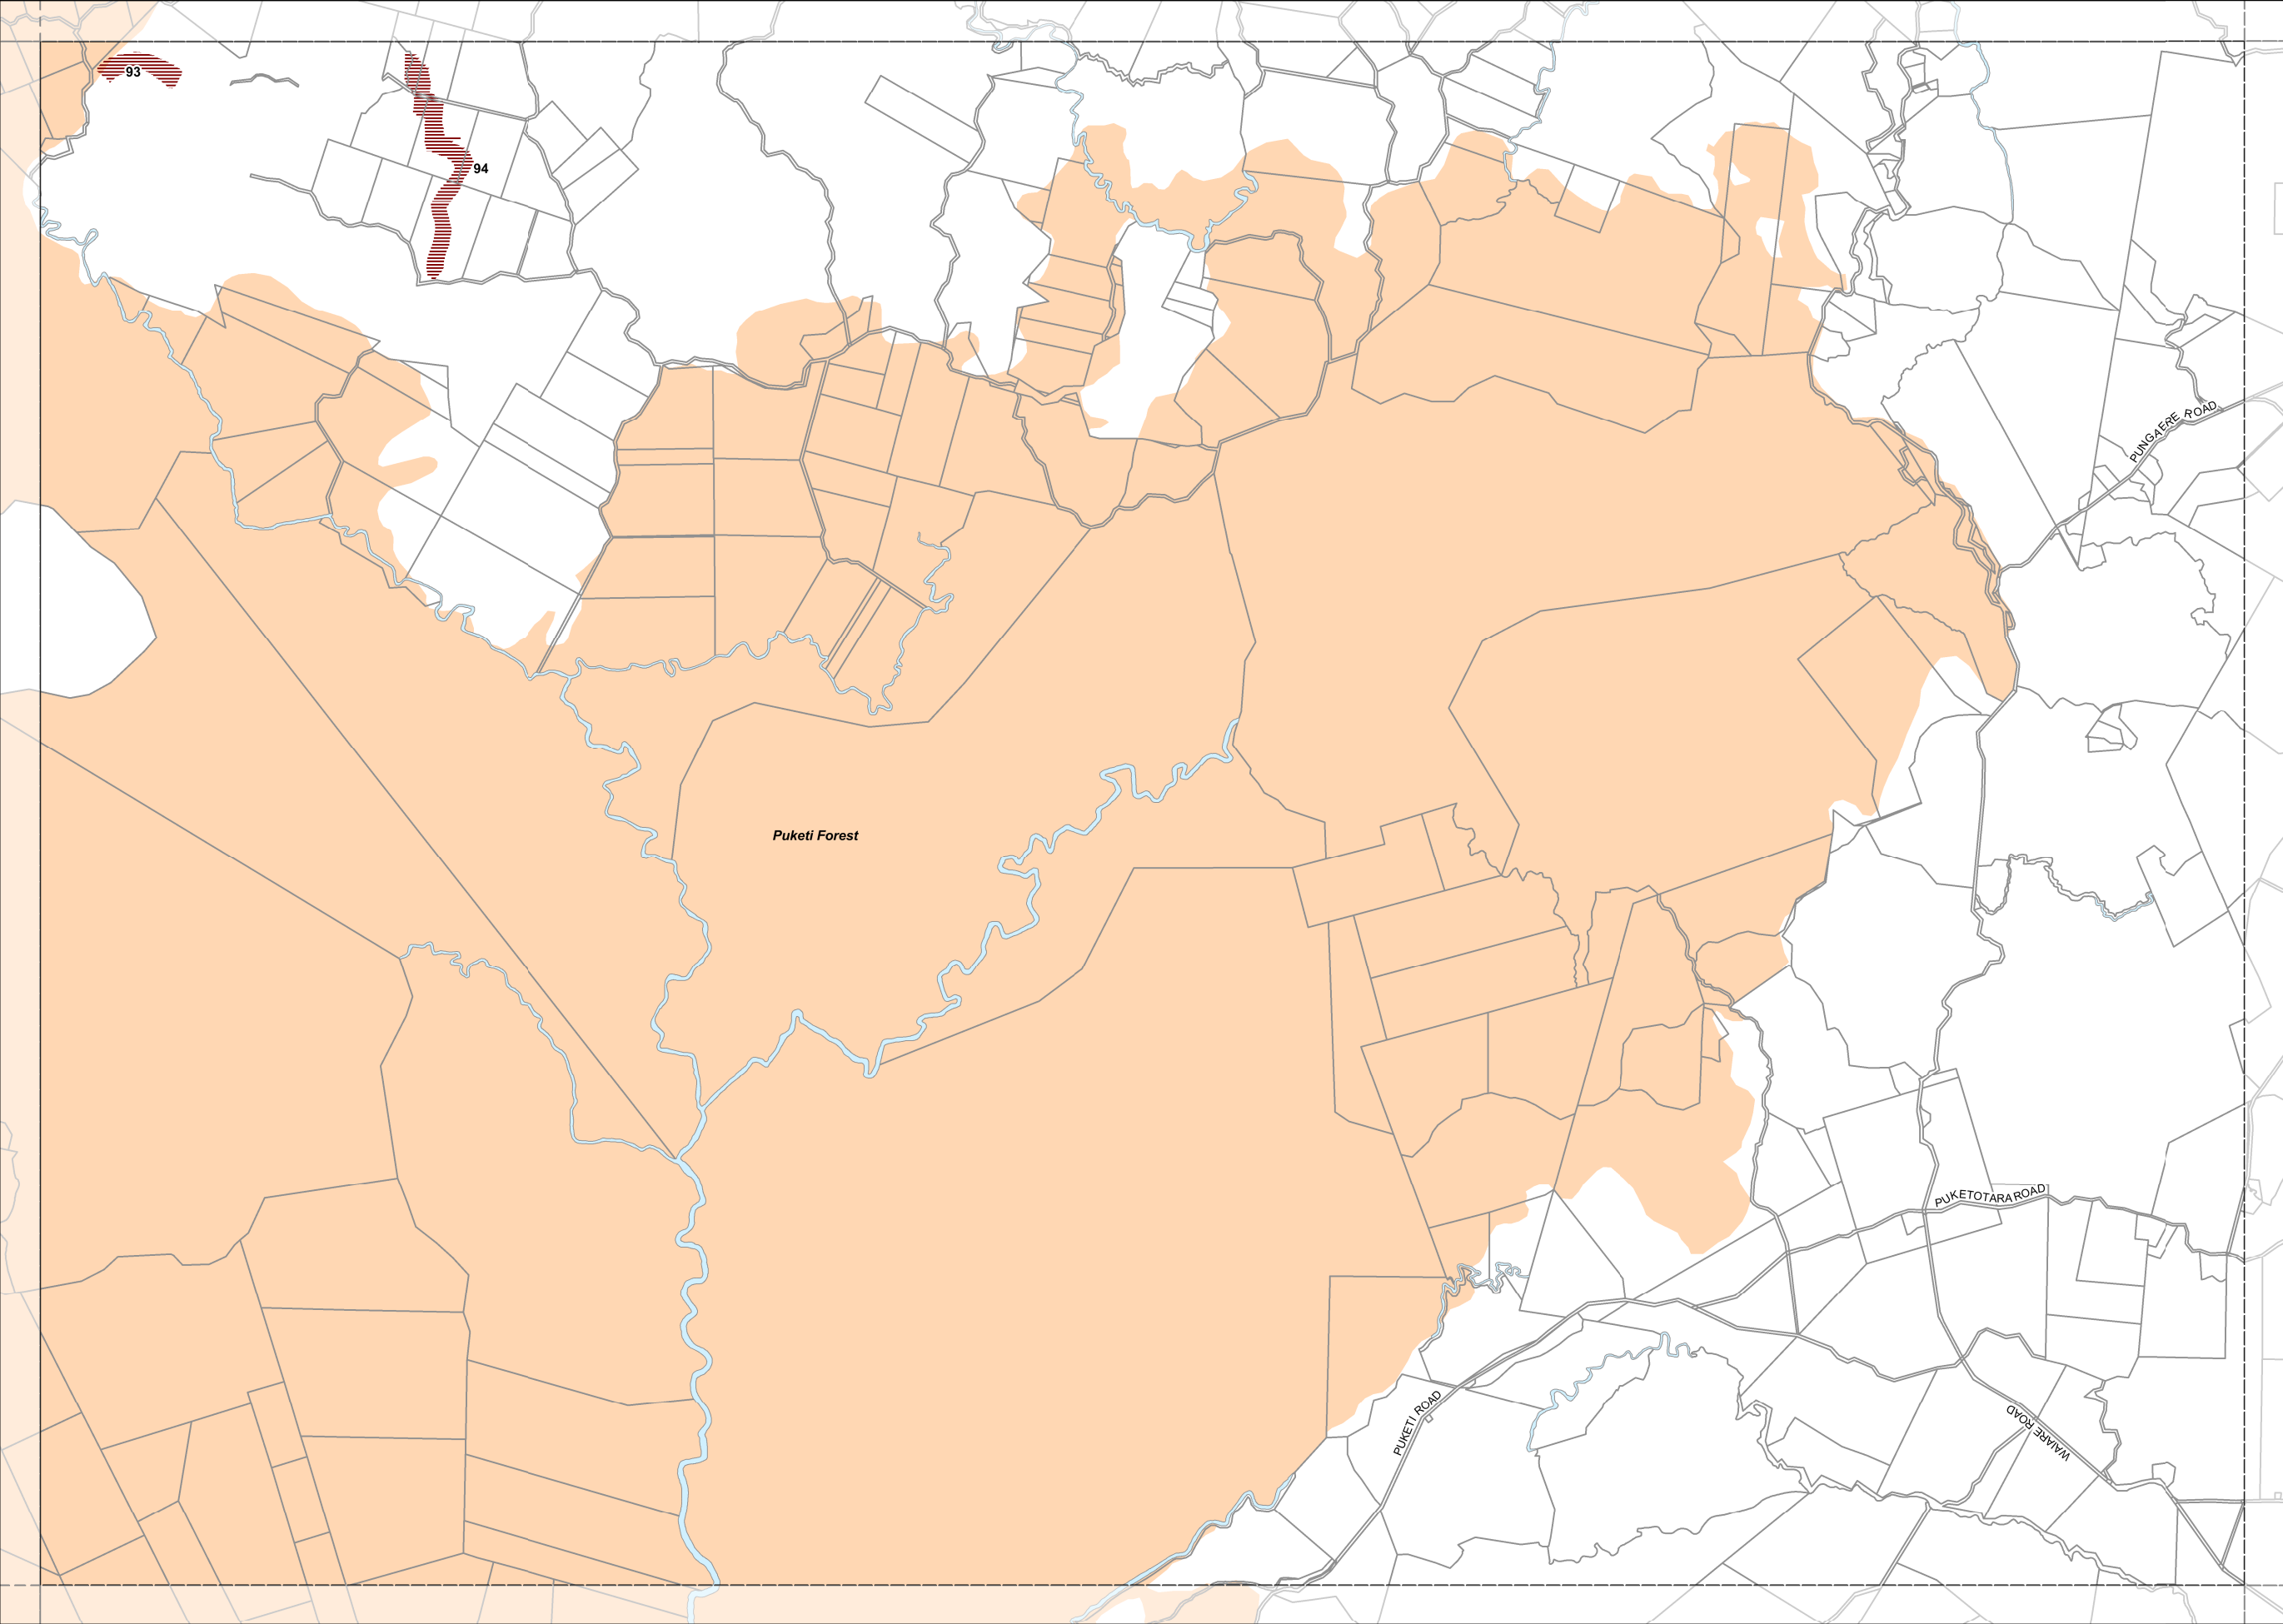 93
94
PUNGAERE ROAD
Puketi Forest
PUKETOTARA ROAD
PUKETI ROAD
WAIARE ROAD